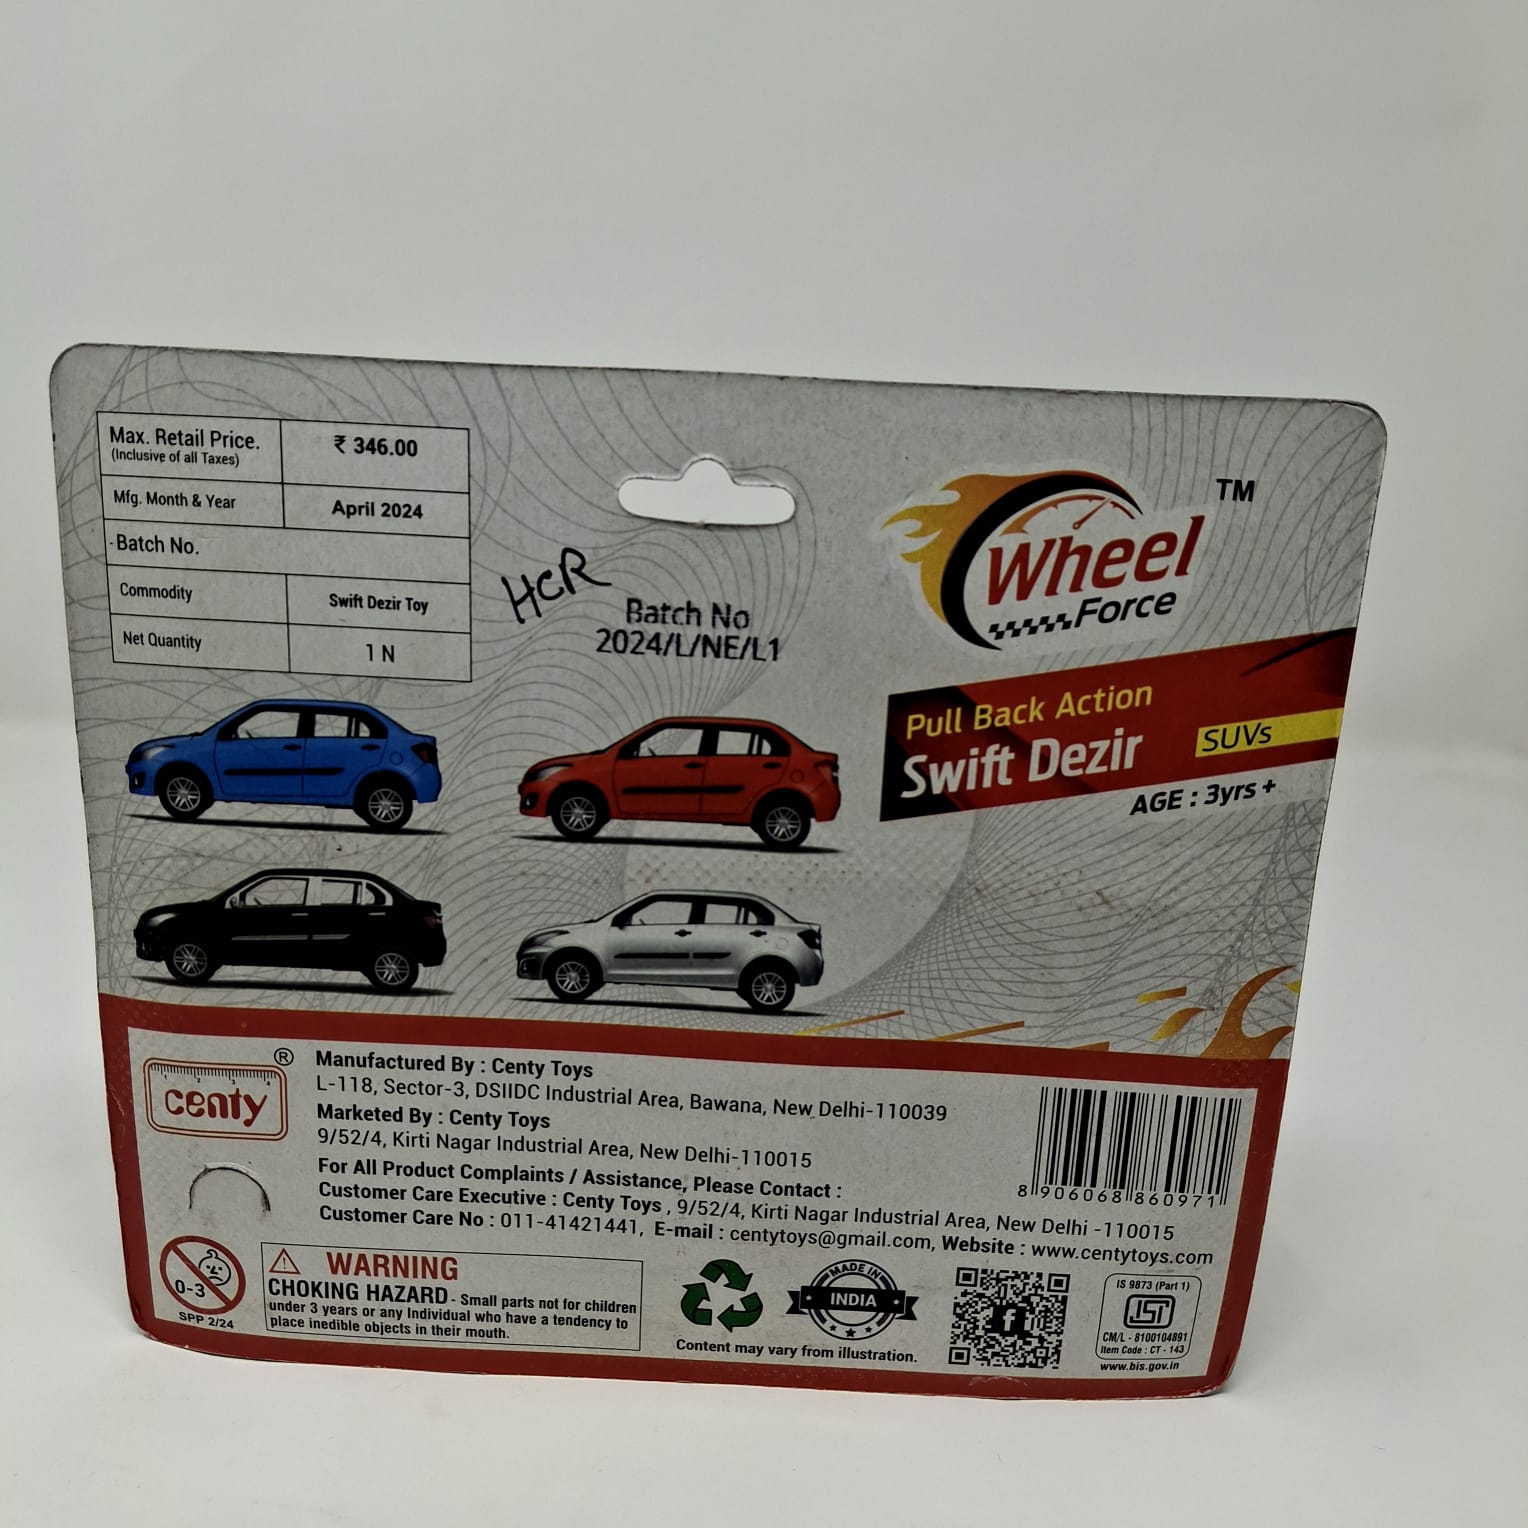 Max. Retail Price.
(Inclusive of all Taxes)
₹ 346.00
Mfg. Month & Year
April 2024
Batch No.
Commodity
Swift Dezir Toy
Net Quantity
1 N
HCR
Batch No
2024/L/NE/L1
TM
Wheel
Force
Pull Back Action
Swift Dezir
SUVs
AGE : 3yrs +
®
1 2 3 4
centy
Manufactured By : Centy Toys
L-118, Sector-3, DSIIDC Industrial Area, Bawana, New Delhi-110039
Marketed By : Centy Toys
9/52/4, Kirti Nagar Industrial Area, New Delhi-110015
For All Product Complaints / Assistance, Please Contact :
Customer Care Executive : Centy Toys , 9/52/4, Kirti Nagar Industrial Area, New Delhi -110015
Customer Care No : 011-41421441, E-mail : centytoys@gmail.com, Website : www.centytoys.com
8 906068 860971
0-3
SPP 2/24
WARNING
CHOKING HAZARD - Small parts not for children
under 3 years or any Individual who have a tendency to
place inedible objects in their mouth.
MADE IN
INDIA
Content may vary from illustration.
f
IS 9873 (Part 1)
ISI
CM/L - 8100104891
Item Code : CT - 143
www.bis.gov.in